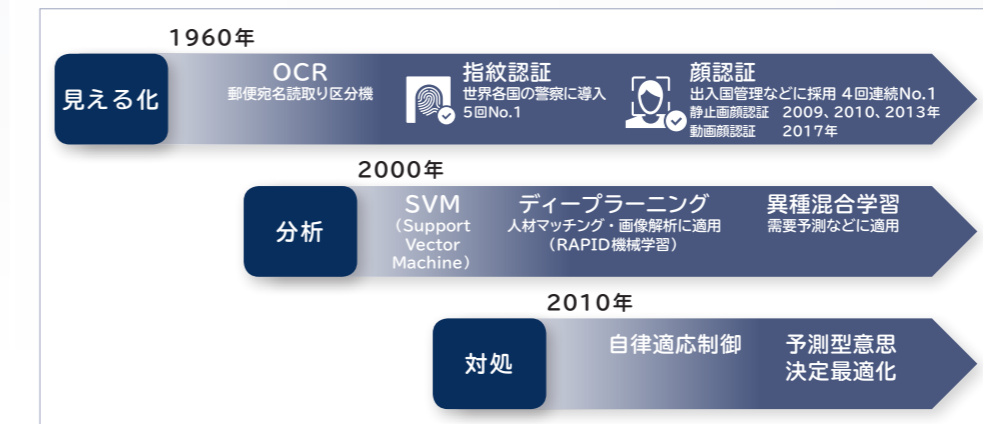 1960年
見える化
OCR
郵便宛名読取り区分機
指紋認証
世界各国の警察に導入
5回No.1
顔認証
出入国管理などに採用 4回連続No.1
静止画顔認証 2009、2010、2013年
動画顔認証 2017年
2000年
分析
SVM
(Support
Vector
Machine)
ディープラーニング
人材マッチング・画像解析に適用
(RAPID機械学習)
異種混合学習
需要予測などに適用
2010年
対処
自律適応制御
予測型意思
決定最適化